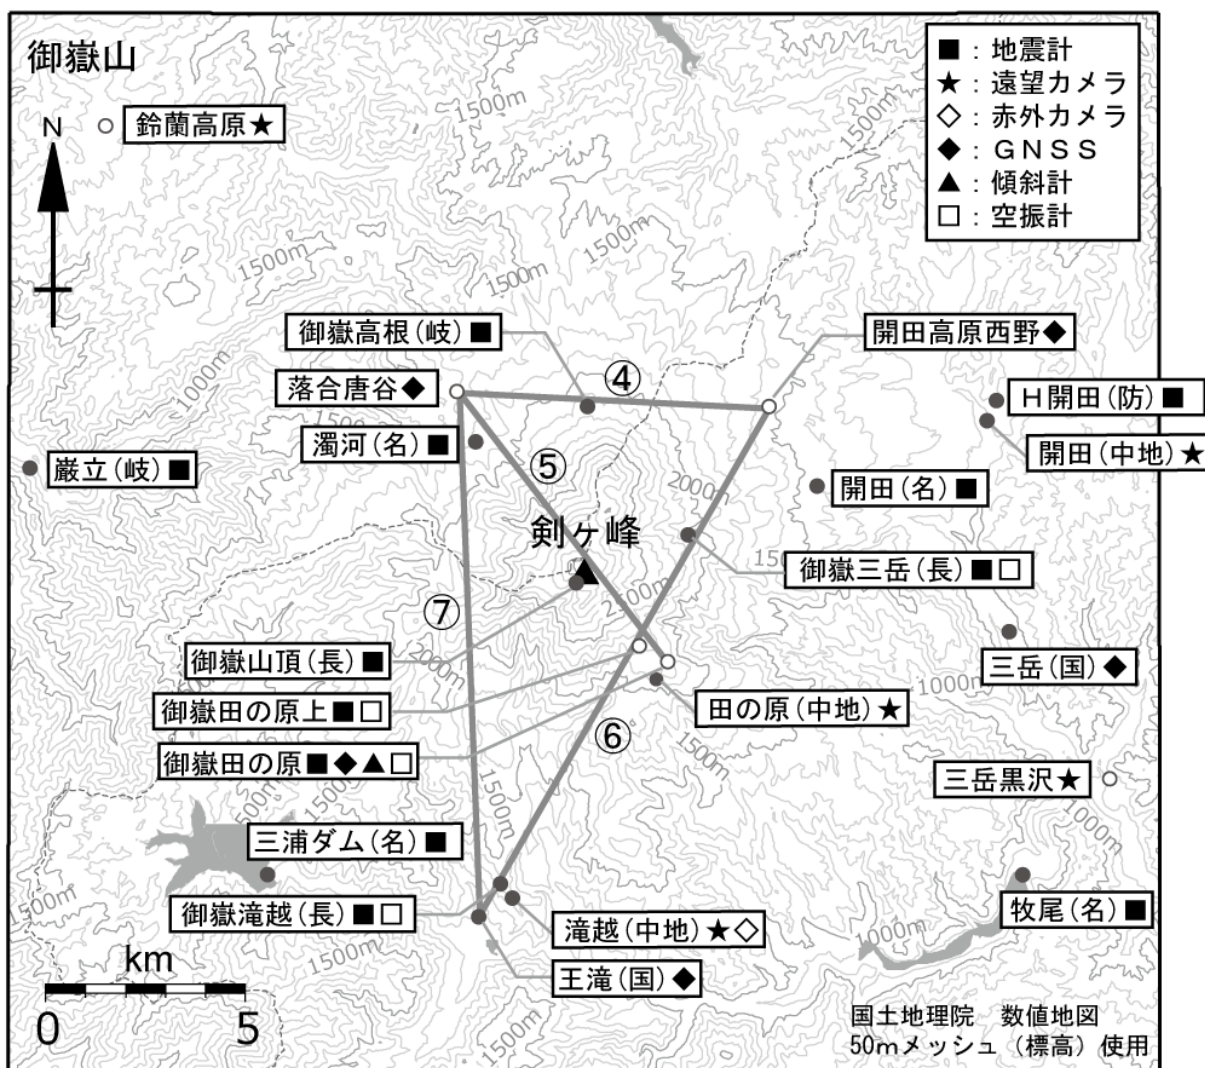 御嶽山
■：地震計
★：遠望カメラ
◇：赤外カメラ
◆：ＧＮＳＳ
▲：傾斜計
□：空振計
N
鈴蘭高原★
1500m
1500m
1500m
1500m
1500m
御嶽高根(岐)■
開田高原西野◆
1000m
④
落合唐谷◆
H開田(防)■
濁河(名)■
開田(中地)★
巌立(岐)■
⑤
2000m
開田(名)■
剣ヶ峰
御嶽三岳(長)■□
2500m
⑦
三岳(国)◆
御嶽山頂(長)■
2000m
1000m
御嶽田の原上■□
田の原(中地)★
⑥
1500m
御嶽田の原■◆▲□
三岳黒沢★
1500m
1000m
三浦ダム(名)■
御嶽滝越(長)■□
牧尾(名)■
滝越(中地)★◇
1000m
1500m
王滝(国)◆
km
0 5
1500m
国土地理院　数値地図
50mメッシュ（標高）使用